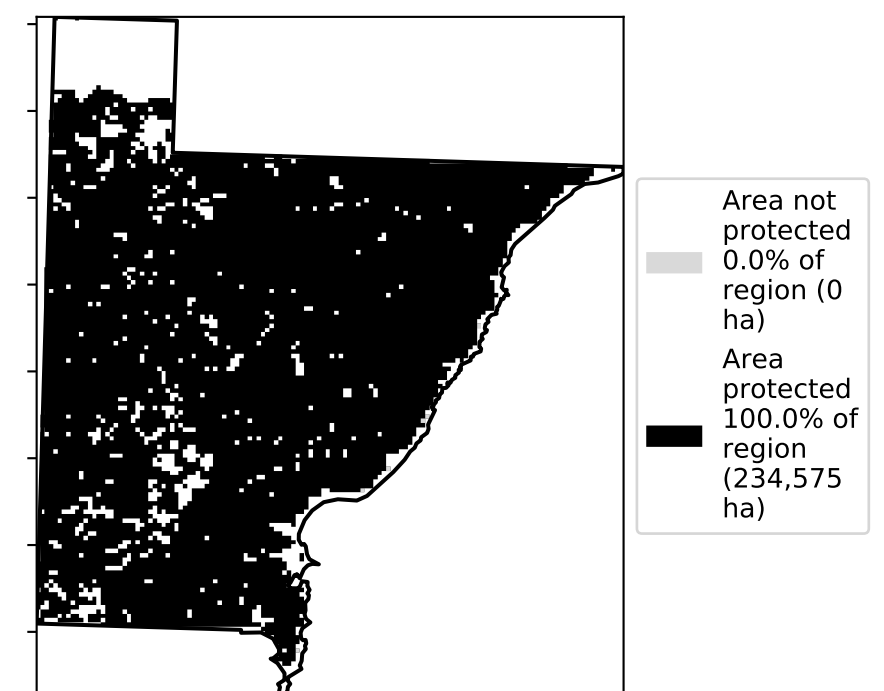 Area not
protected
0.0% of
region (0
ha)
Area
protected
100.0% of
region
(234,575
ha)